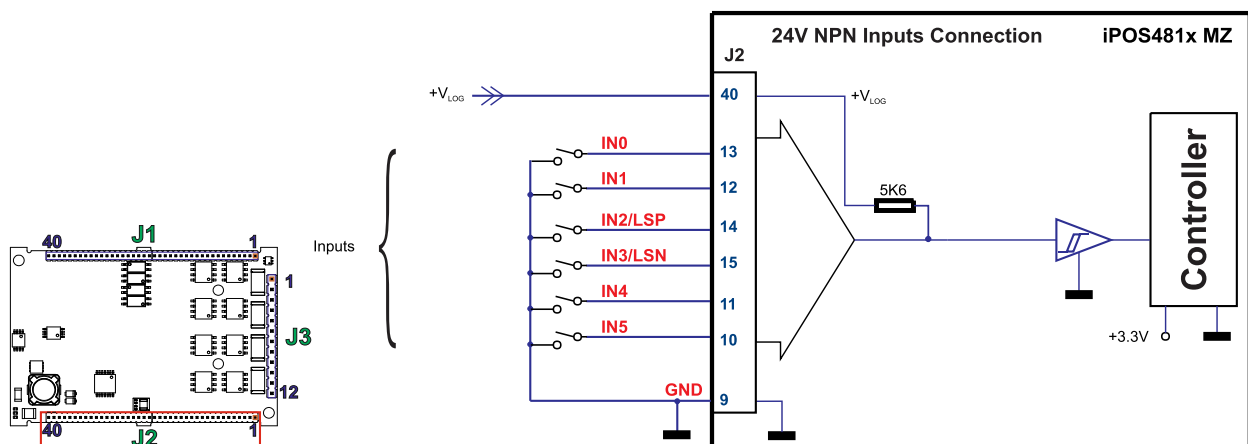 24V NPN Inputs Connection
iPOS481x MZ
J2
+VLOG
40
+VLOG
IN0
13
IN1
12
5K6
IN2/LSP
14
Inputs
IN3/LSN
15
IN4
11
IN5
10
GND
9
Controller
+3.3V
40
J1
1
1
J3
12
40
J2
1